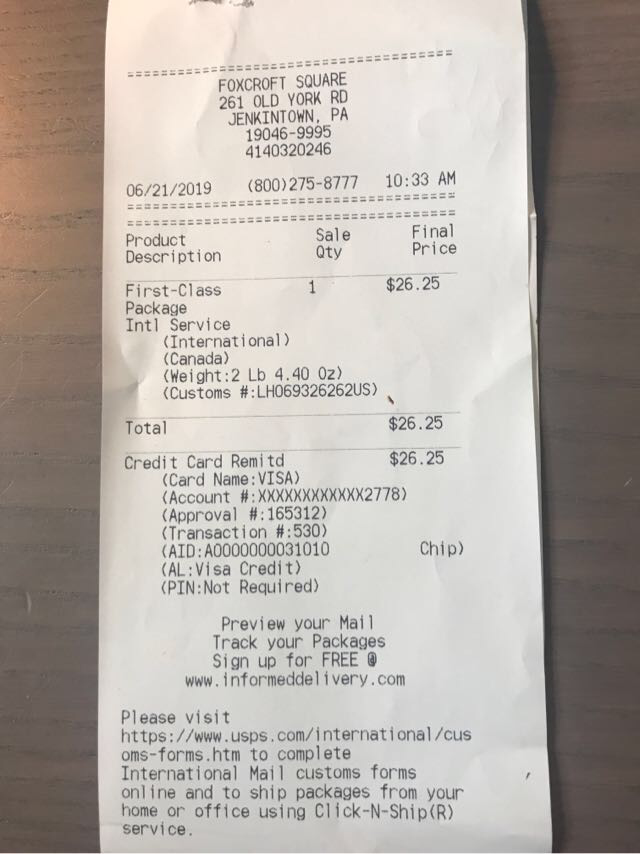 ================================================
FOXCROFT SQUARE
261 OLD YORK RD
JENKINTOWN, PA
19046-9995
4140320246
06/21/2019 (800)275-8777 10:33 AM
================================================
================================================
Product Sale Final
Description Qty Price
First-Class 1 $26.25
Package
Intl Service
(International)
(Canada)
(Weight:2 Lb 4.40 Oz)
(Customs #:LH069326262US)
Total $26.25
Credit Card Remitd $26.25
(Card Name:VISA)
(Account #:XXXXXXXXXXXX2778)
(Approval #:165312)
(Transaction #:530)
(AID:A0000000031010 Chip)
(AL:Visa Credit)
(PIN:Not Required)
Preview your Mail
Track your Packages
Sign up for FREE @
www.informeddelivery.com
Please visit
https://www.usps.com/international/cus
oms-forms.htm to complete
International Mail customs forms
online and to ship packages from your
home or office using Click-N-Ship(R)
service.